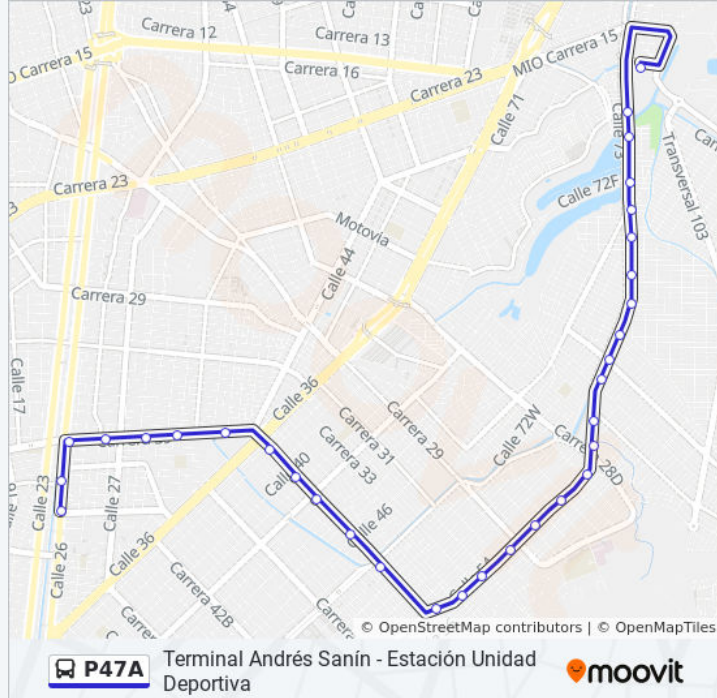 Carrera 12
Carrera 13
Carrera 15
Carrera 16
MIO Carrera 15
Carrera 23
Calle 71
Calle 75
Carrera 23
Calle 72F
Transversal 103
Motovía
Calle 44
Carrera 29
Calle 17
Calle 36
Carrera 31
Carrera 29
Carrera 33
Calle 72W
Carrera 28D
Calle 40
Calle 23
Calle 27
Calle 46
Calle 26
Calle 36
Carrera 42B
© OpenStreetMap contributors | © OpenMapTiles
P47A
Terminal Andrés Sanín - Estación Unidad
Deportiva
moovit